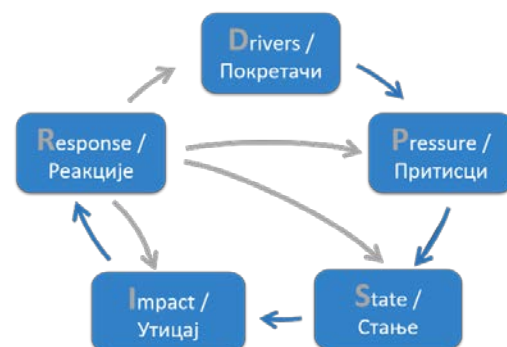 Drivers /
Покретачи
Response /
Реакције
Pressure /
Притисци
Impact /
Утицај
State /
Стање